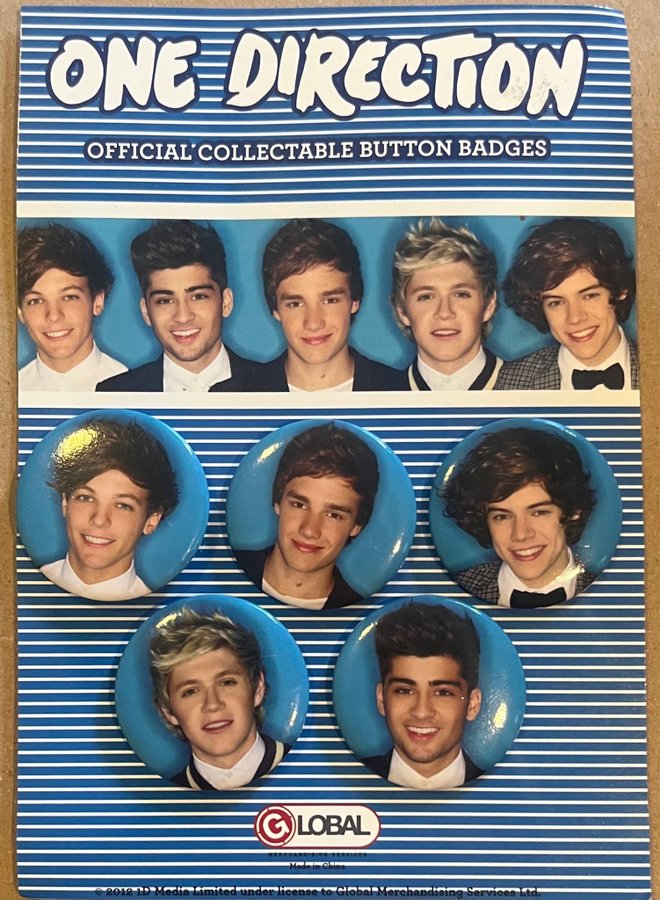 ONE DIRECTION
OFFICIAL COLLECTABLE BUTTON BADGES
GLOBAL
MERCHANDISING SERVICES
Made in China
© 2012 1D Media Limited under license to Global Merchandising Services Ltd.